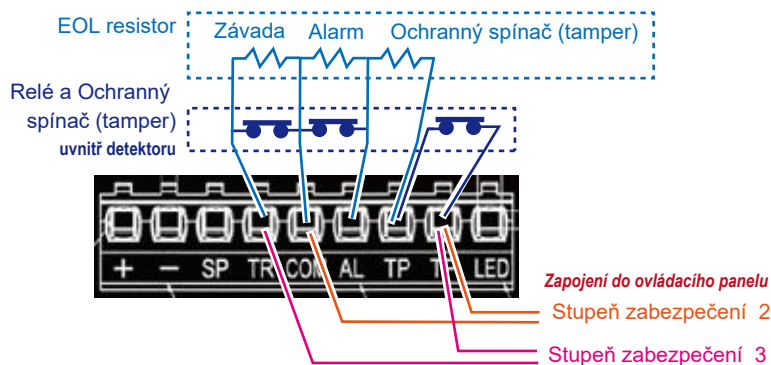 EOL resistor
Závada Alarm Ochranný spínač (tamper)
Relé a Ochranný
spínač (tamper)
uvnitř detektoru
+ − SP TR COM AL TP TP LED
Zapojení do ovládacího panelu
Stupeň zabezpečení 2
Stupeň zabezpečení 3